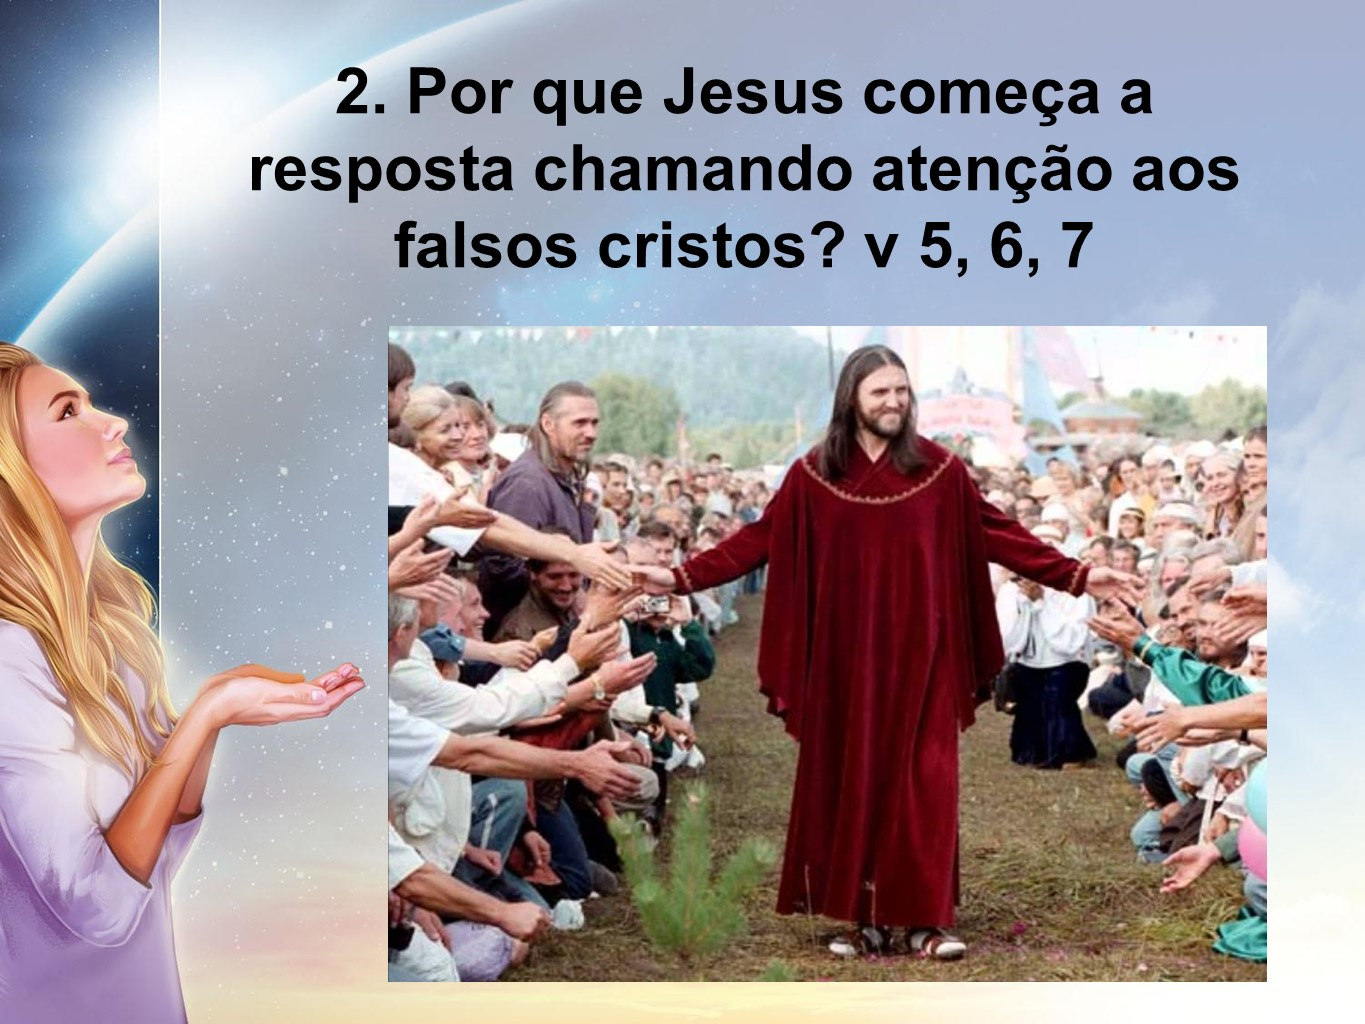 2. Por que Jesus começa a
resposta chamando atenção aos
falsos cristos? v 5, 6, 7